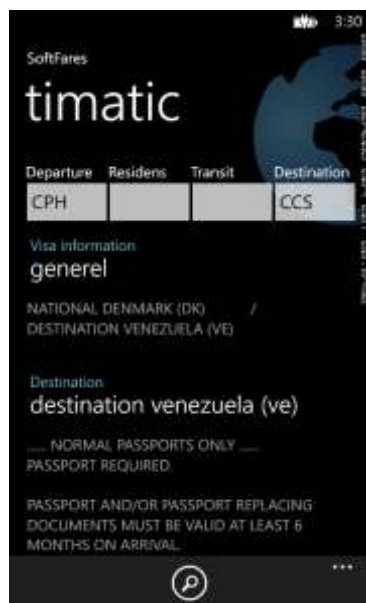 3:30
SoftFares
timatic
Departure Residens Transit Destination
CPH CCS
Visa information
generel
NATIONAL DENMARK (DK) /
DESTINATION VENEZUELA (VE)
Destination
destination venezuela (ve)
..... NORMAL PASSPORTS ONLY .....
PASSPORT REQUIRED.
PASSPORT AND/OR PASSPORT REPLACING
DOCUMENTS MUST BE VALID AT LEAST 6
MONTHS ON ARRIVAL.
...